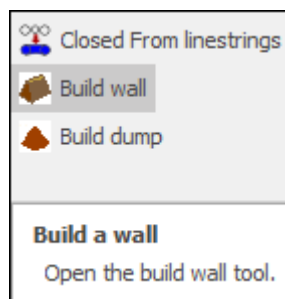 Closed From linestrings
Build wall
Build dump
Build a wall
Open the build wall tool.